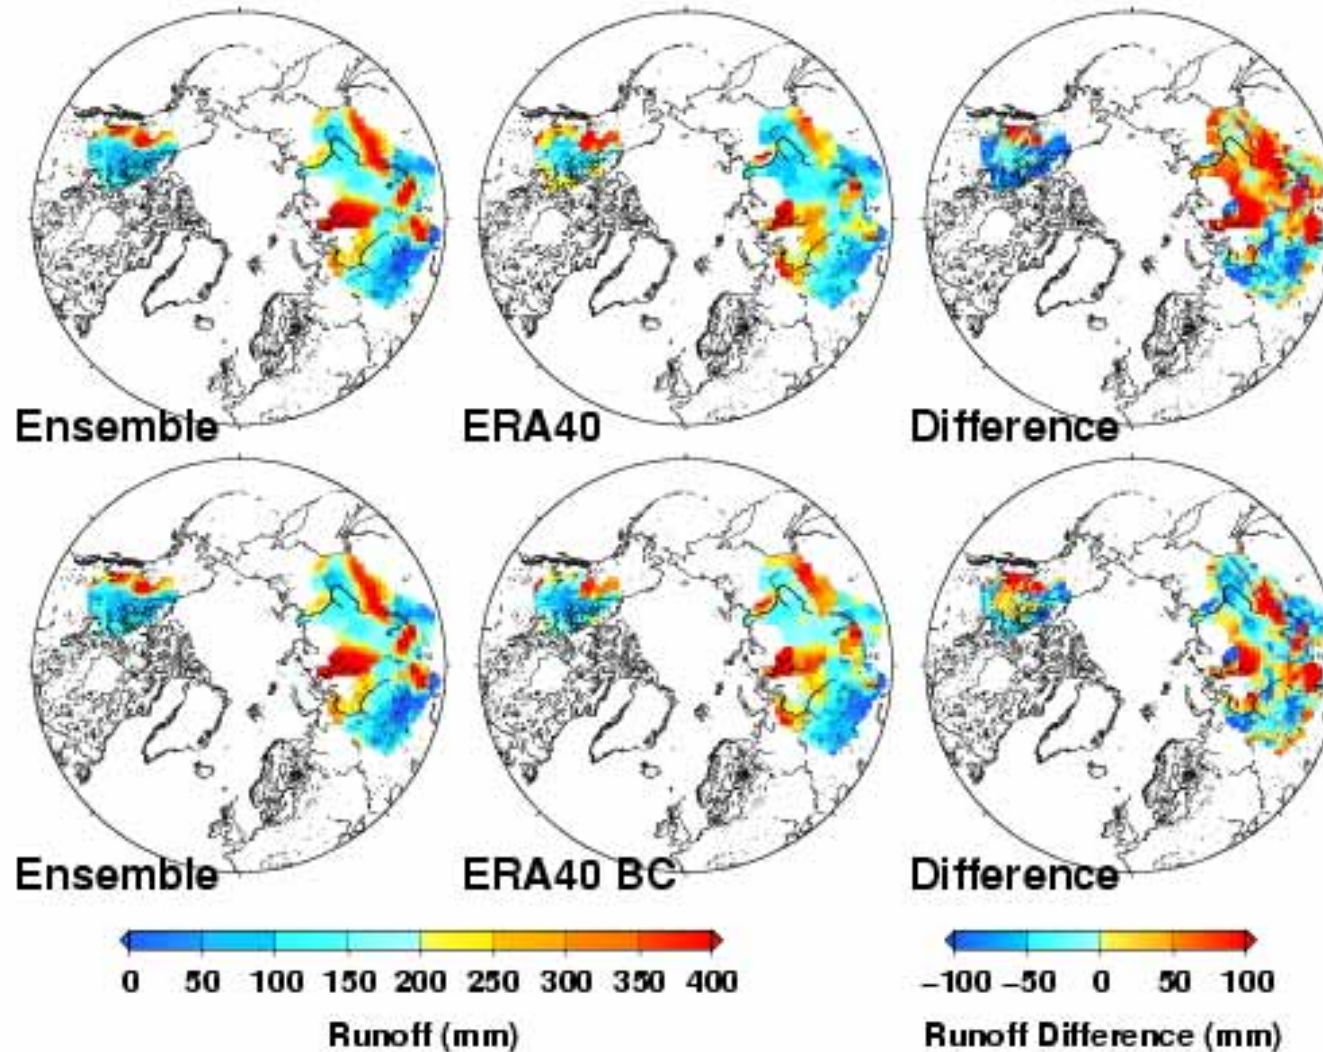 Ensemble ERA40 Difference
Ensemble ERA40 BC Difference
0 50 100 150 200 250 300 350 400 −100 −50 0 50 100
Runoff (mm) Runoff Difference (mm)